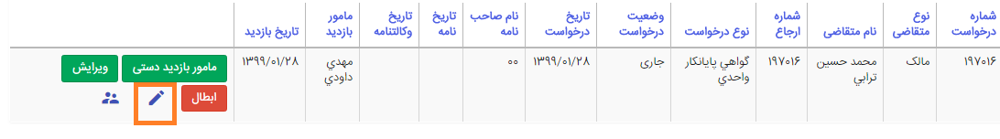 شماره درخواست
نوع متقاضی
نام متقاضی
شماره ارجاع
نوع درخواست
وضعیت درخواست
تاریخ درخواست
نام صاحب نامه
تاریخ نامه
تاریخ وکالتنامه
مامور بازدید
تاریخ بازدید
۱۹۷۰۱۶
مالک
محمد حسین
ترابي
۱۹۷۰۱۶
گواهي پایانکار
واحدي
جاری
۱۳۹۹/۰۱/۲۸
۰۰
مهدي
داودي
۱۳۹۹/۰۱/۲۸
مامور بازدید دستی
ویرایش
ابطال